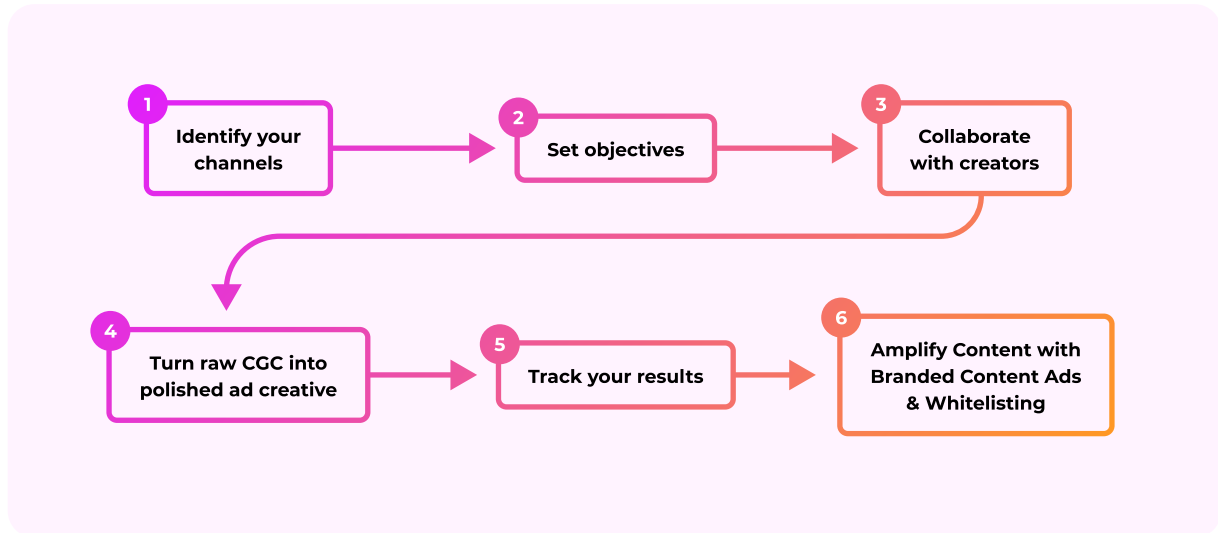 1
Identify your
channels
2
Set objectives
3
Collaborate
with creators
4
Turn raw CGC into
polished ad creative
5
Track your results
6
Amplify Content with
Branded Content Ads
& Whitelisting